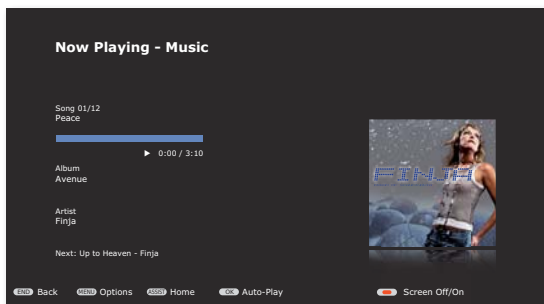 Now Playing - Music
Song 01/12
Peace
0:00 / 3:10
Album
Avenue
FINJA
Artist
Finja
Next: Up to Heaven - Finja
END Back MENU Options ASSIST Home OK Auto-Play Screen Off/On